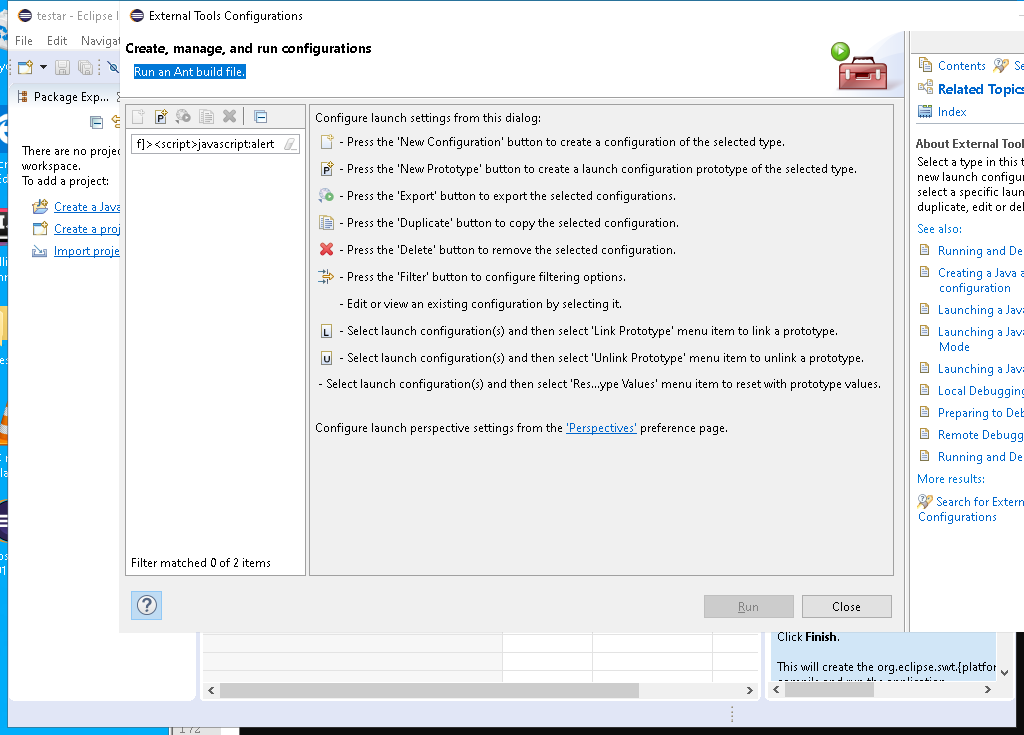 testar - Eclipse I
External Tools Configurations
File Edit Navigat
Create, manage, and run configurations
Run an Ant build file.
Package Exp...
There are no projec
workspace.
To add a project:
Create a Java
Create a proj
Import proje
f]><script>javascript:alert
Filter matched 0 of 2 items
Configure launch settings from this dialog:
- Press the 'New Configuration' button to create a configuration of the selected type.
- Press the 'New Prototype' button to create a launch configuration prototype of the selected type.
- Press the 'Export' button to export the selected configurations.
- Press the 'Duplicate' button to copy the selected configuration.
- Press the 'Delete' button to remove the selected configuration.
- Press the 'Filter' button to configure filtering options.
- Edit or view an existing configuration by selecting it.
- Select launch configuration(s) and then select 'Link Prototype' menu item to link a prototype.
- Select launch configuration(s) and then select 'Unlink Prototype' menu item to unlink a prototype.
- Select launch configuration(s) and then select 'Res...ype Values' menu item to reset with prototype values.
Configure launch perspective settings from the 'Perspectives' preference page.
Run
Close
Contents Se
Related Topics
Index
About External Tool
Select a type in this t
new launch configur
select a specific laun
duplicate, edit or del
See also:
Running and De
Creating a Java a
configuration
Launching a Java
Launching a Java
Mode
Launching a Java
Local Debugging
Preparing to Deb
Remote Debugg
Running and De
More results:
Search for Extern
Configurations
Click Finish.
This will create the org.eclipse.swt.{platfor
compile and run the application
172